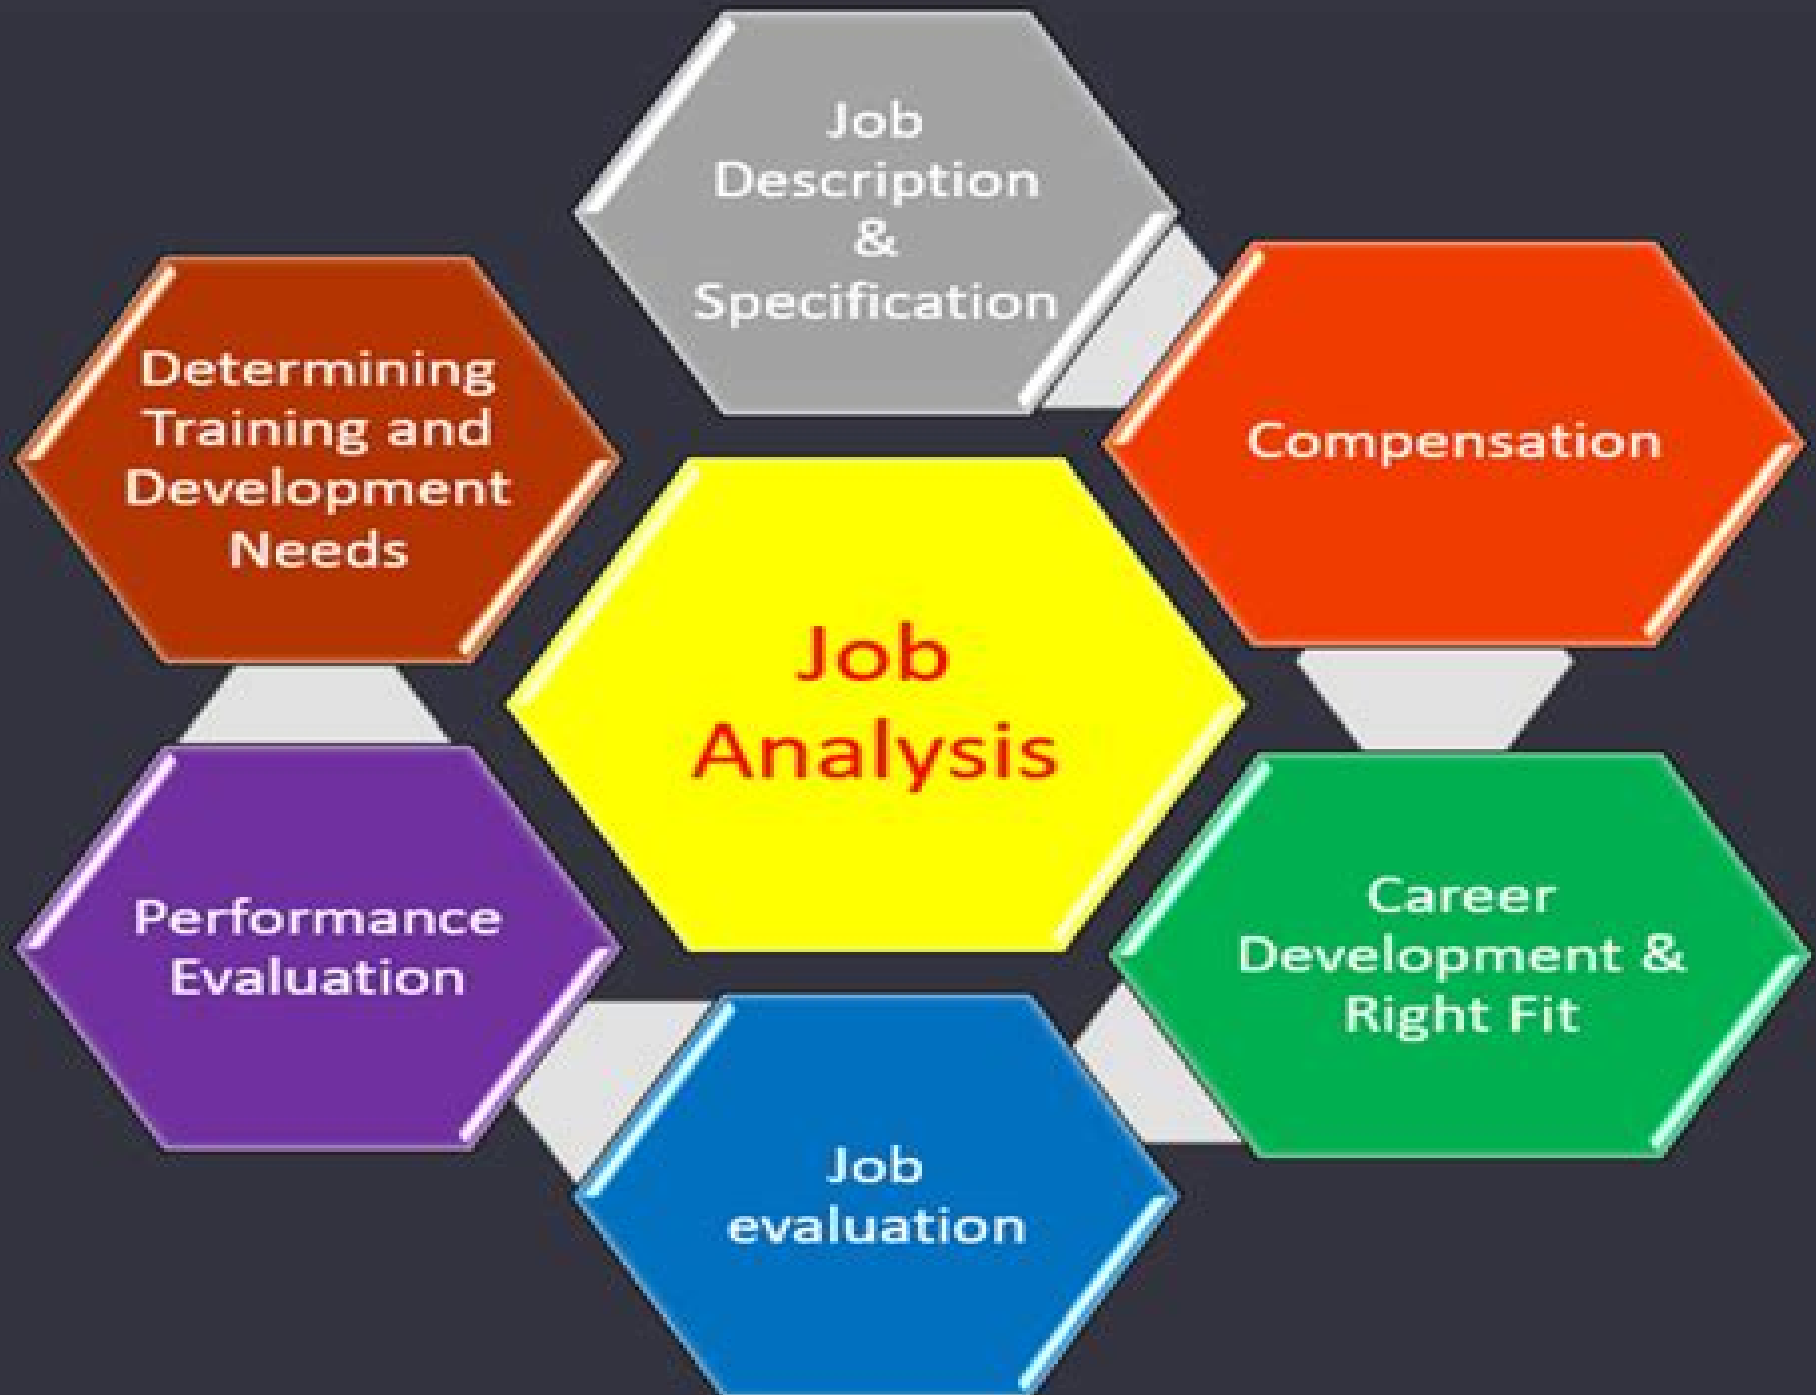 Job
Description
&
Specification
Compensation
Career
Development &
Right Fit
Job
evaluation
Performance
Evaluation
Determining
Training and
Development
Needs
Job
Analysis